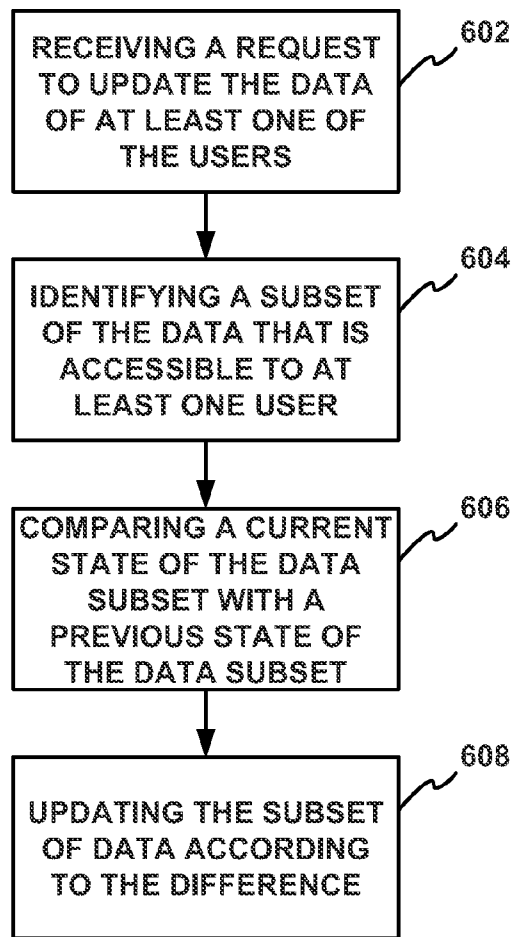 RECEIVING A REQUEST
TO UPDATE THE DATA
OF AT LEAST ONE OF
THE USERS
602
IDENTIFYING A SUBSET
OF THE DATA THAT IS
ACCESSIBLE TO AT
LEAST ONE USER
604
COMPARING A CURRENT
STATE OF THE DATA
SUBSET WITH A
PREVIOUS STATE OF
THE DATA SUBSET
606
UPDATING THE SUBSET
OF DATA ACCORDING
TO THE DIFFERENCE
608